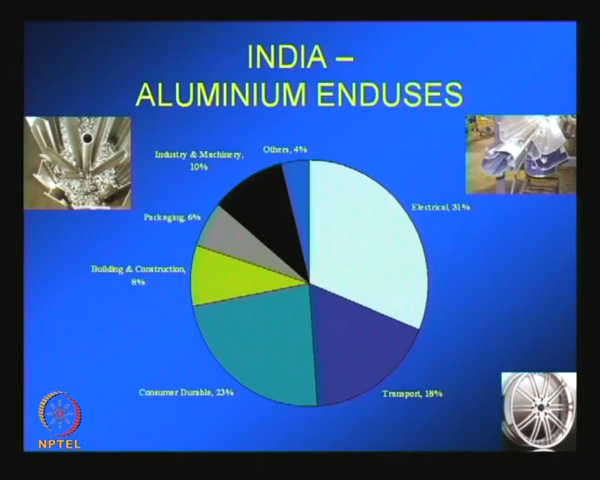 INDIA –
ALUMINIUM ENDUSES
Others, 4%
Industry & Machinery,
10%
Electrical, 31%
Packaging, 6%
Building & Construction,
8%
Consumer Durable, 23%
Transport, 18%
NPTEL